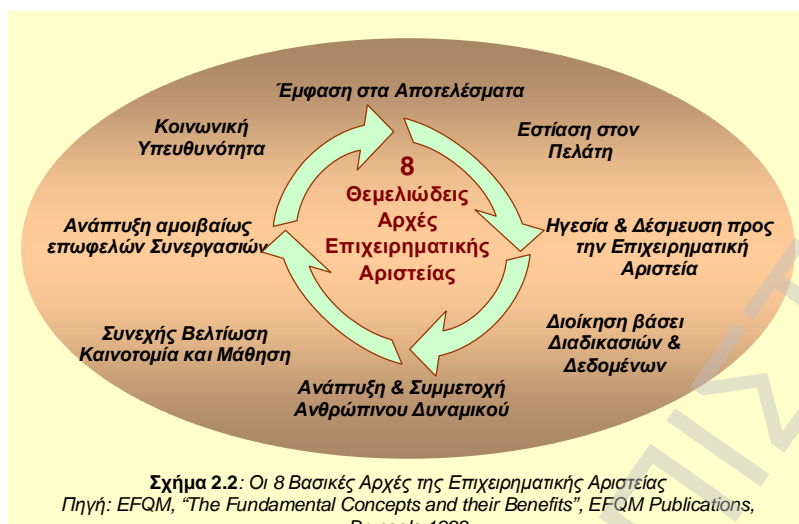 Έμφαση στα Αποτελέσματα
Εστίαση στον
Πελάτη
Ηγεσία & Δέσμευση προς
την Επιχειρηματική
Αριστεία
Διοίκηση βάσει
Διαδικασιών &
Δεδομένων
Ανάπτυξη & Συμμετοχή
Ανθρώπινου Δυναμικού
Συνεχής Βελτίωση
Καινοτομία και Μάθηση
Ανάπτυξη αμοιβαίως
επωφελών Συνεργασιών
Κοινωνική
Υπευθυνότητα
8
Θεμελιώδεις
Αρχές
Επιχειρηματικής
Αριστείας
Σχήμα 2.2: Οι 8 Βασικές Αρχές της Επιχειρηματικής Αριστείας
Πηγή: EFQM, “The Fundamental Concepts and their Benefits”, EFQM Publications,